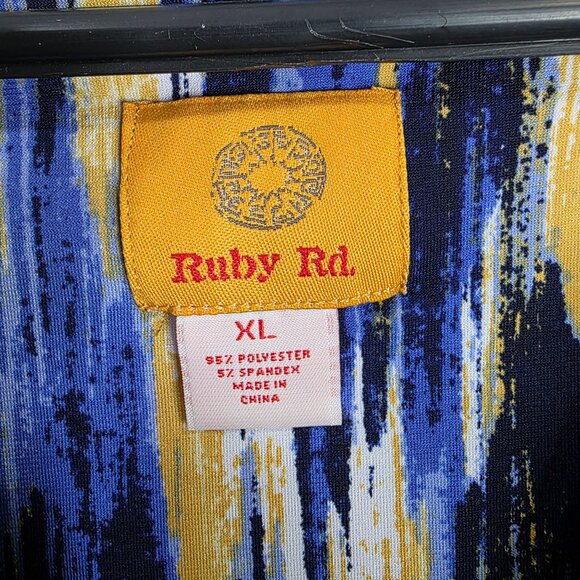 Ruby Rd.
XL
95% POLYESTER
5% SPANDEX
MADE IN
CHINA